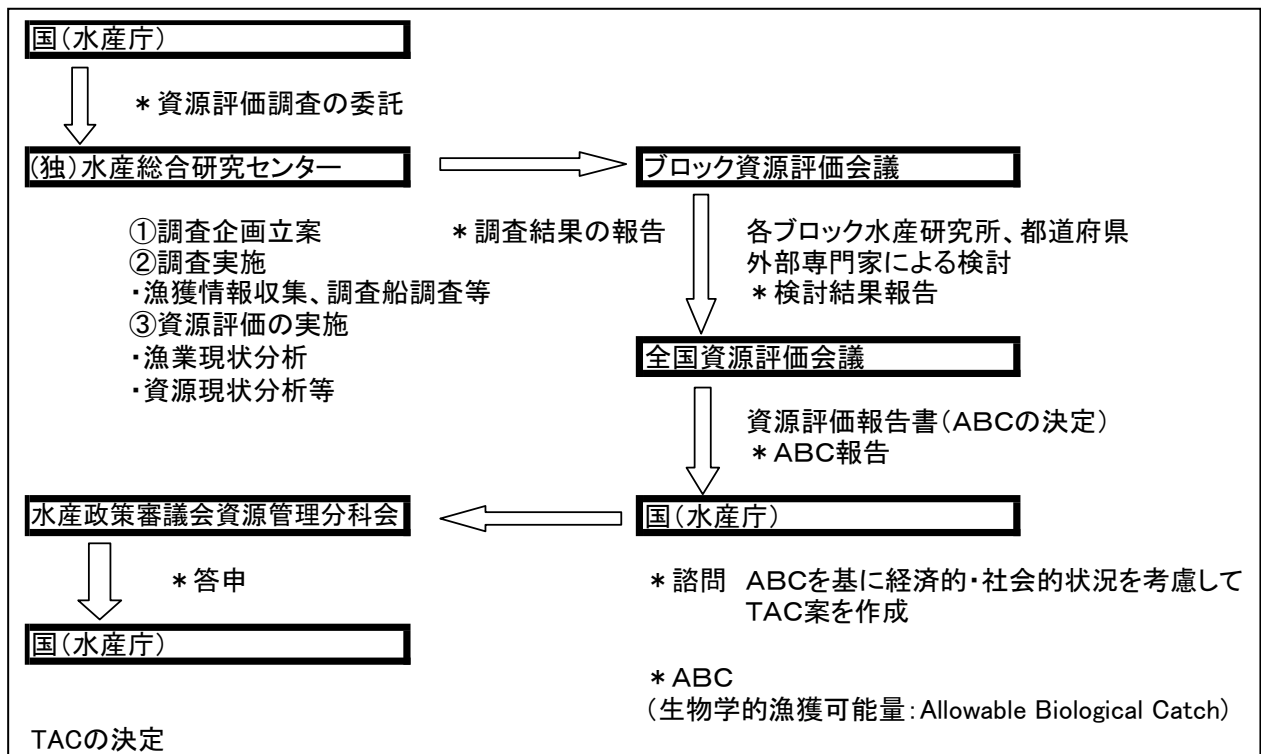 国(水産庁)
*資源評価調査の委託
(独)水産総合研究センター
①調査企画立案
②調査実施
・漁獲情報収集、調査船調査等
③資源評価の実施
・漁業現状分析
・資源現状分析等
*調査結果の報告
ブロック資源評価会議
各ブロック水産研究所、都道府県
外部専門家による検討
*検討結果報告
全国資源評価会議
資源評価報告書(ABCの決定)
*ABC報告
国(水産庁)
*諮問 ABCを基に経済的・社会的状況を考慮して
TAC案を作成
*ABC
(生物学的漁獲可能量:Allowable Biological Catch)
水産政策審議会資源管理分科会
*答申
国(水産庁)
TACの決定